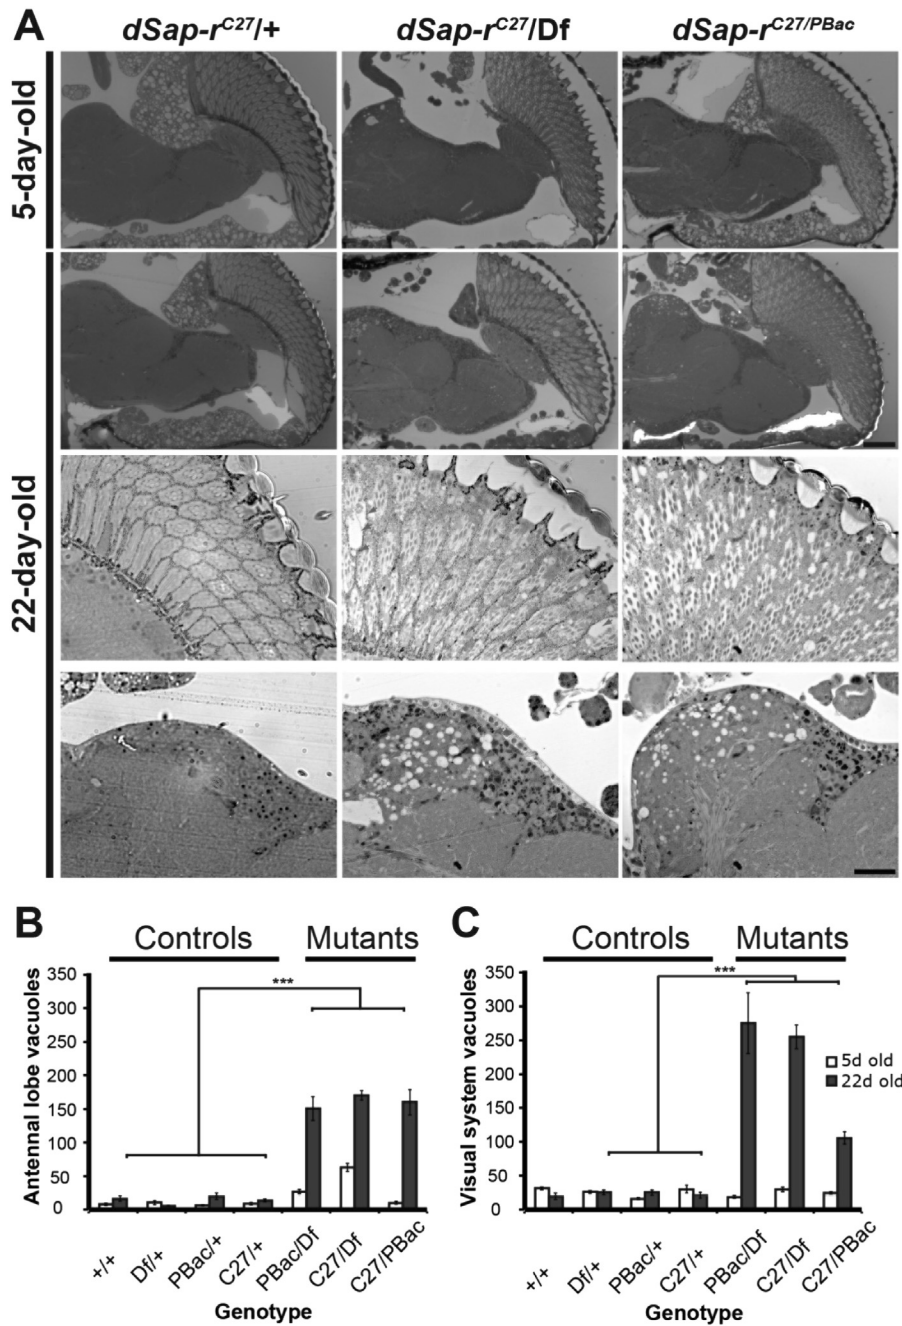 A
dSap-rC27/+
dSap-rC27/Df
dSap-rC27/PBac
5-day-old
22-day-old
B
Controls
Mutants
***
Antennal lobe vacuoles
350
300
250
200
150
100
50
0
+/+
Df/+
PBac/+
C27/+
PBac/Df
C27/Df
C27/PBac
Genotype
C
Controls
Mutants
***
Visual system vacuoles
350
300
250
200
150
100
50
0
5d old
22d old
+/+
Df/+
PBac/+
C27/+
PBac/Df
C27/Df
C27/PBac
Genotype